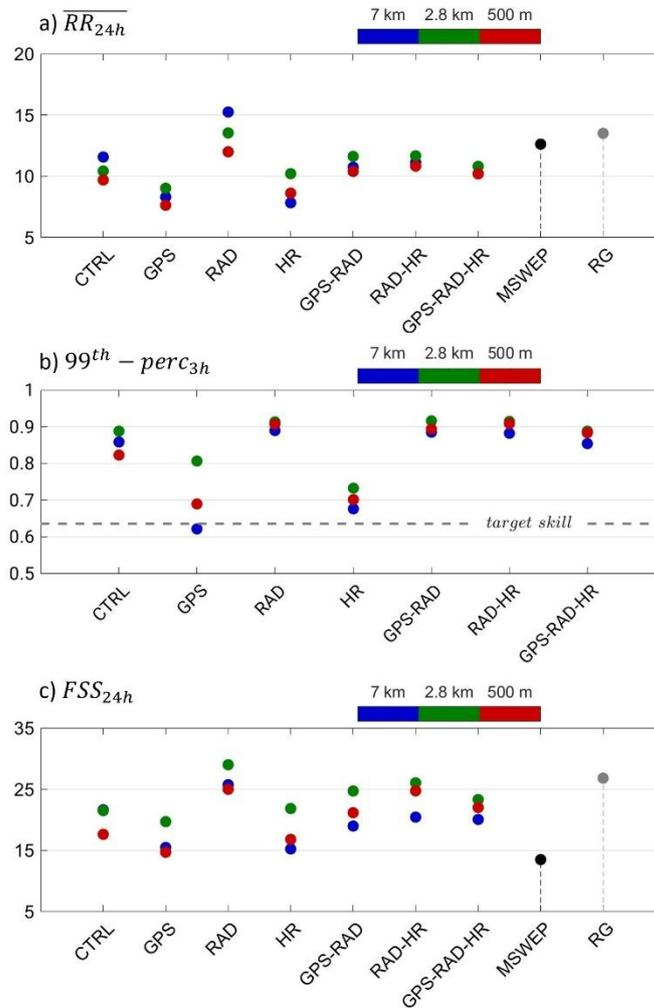 a) RR24h
7 km 2.8 km 500 m
20
15
10
5
CTRL GPS RAD HR GPS-RAD RAD-HR GPS-RAD-HR MSWEP RG
b) 99th − perc3h
7 km 2.8 km 500 m
1
0.9
0.8
0.7
0.6
0.5
target skill
CTRL GPS RAD HR GPS-RAD RAD-HR GPS-RAD-HR
c) FSS24h
7 km 2.8 km 500 m
35
25
15
5
CTRL GPS RAD HR GPS-RAD RAD-HR GPS-RAD-HR MSWEP RG